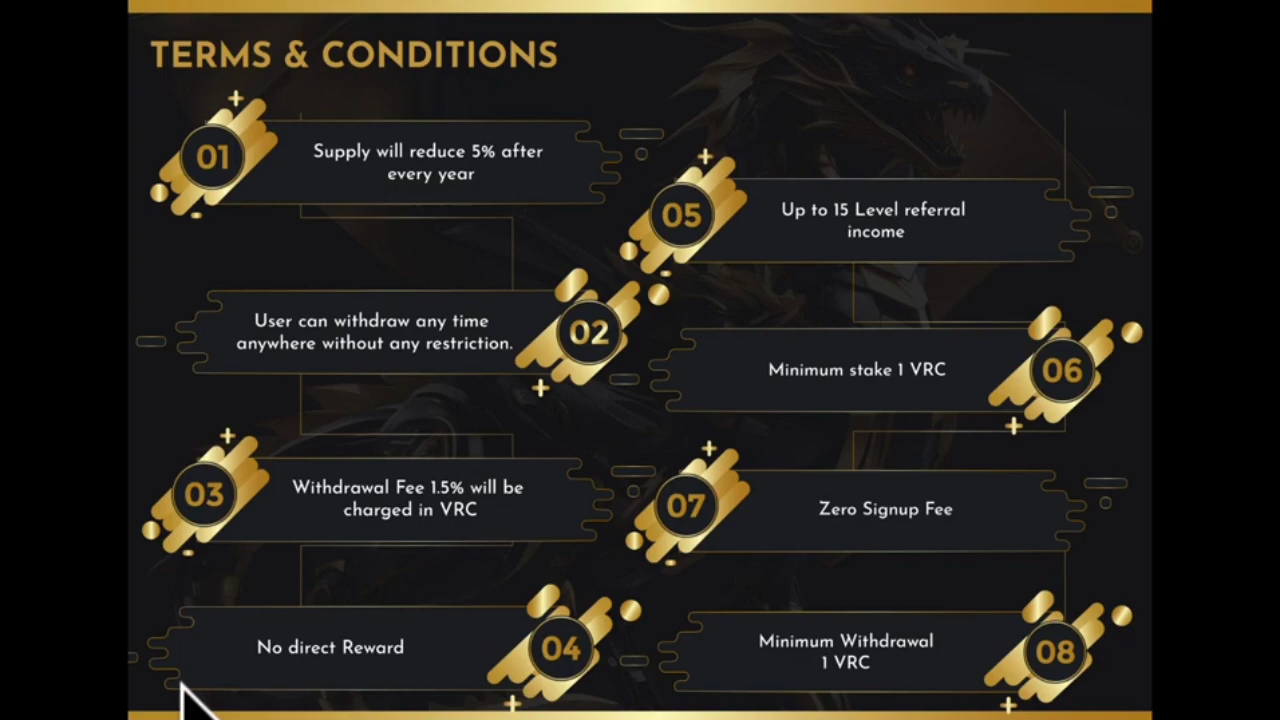 TERMS & CONDITIONS
01
Supply will reduce 5% after
every year
02
User can withdraw any time
anywhere without any restriction.
03
Withdrawal Fee 1.5% will be
charged in VRC
04
No direct Reward
05
Up to 15 Level referral
income
06
Minimum stake 1 VRC
07
Zero Signup Fee
08
Minimum Withdrawal
1 VRC